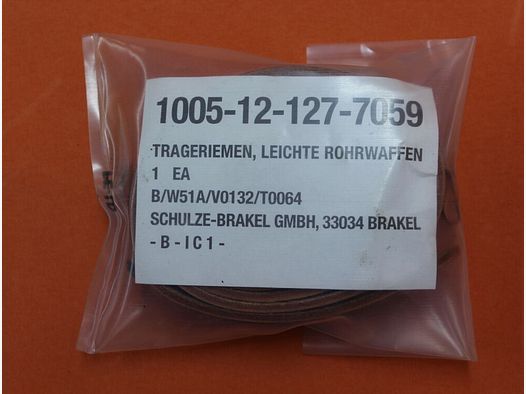 1005-12-127-7059
TRAGERIEMEN, LEICHTE ROHRWAFFEN
1 EA
B/W51A/V0132/T0064
SCHULZE-BRAKEL GMBH, 33034 BRAKEL
- B - I C 1 -